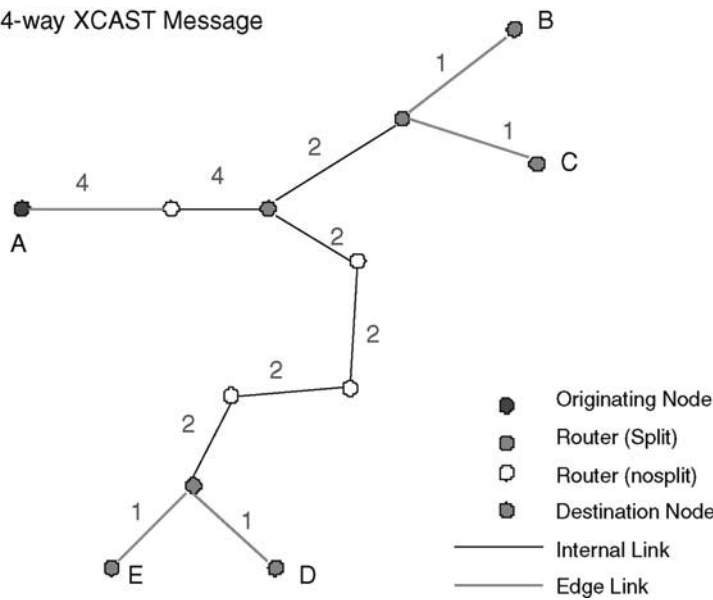 4-way XCAST Message
B
1
1
2
C
4
4
A
2
2
2
2
Originating Node
Router (Split)
Router (nosplit)
1
1
Destination Node
E
D
Internal Link
Edge Link